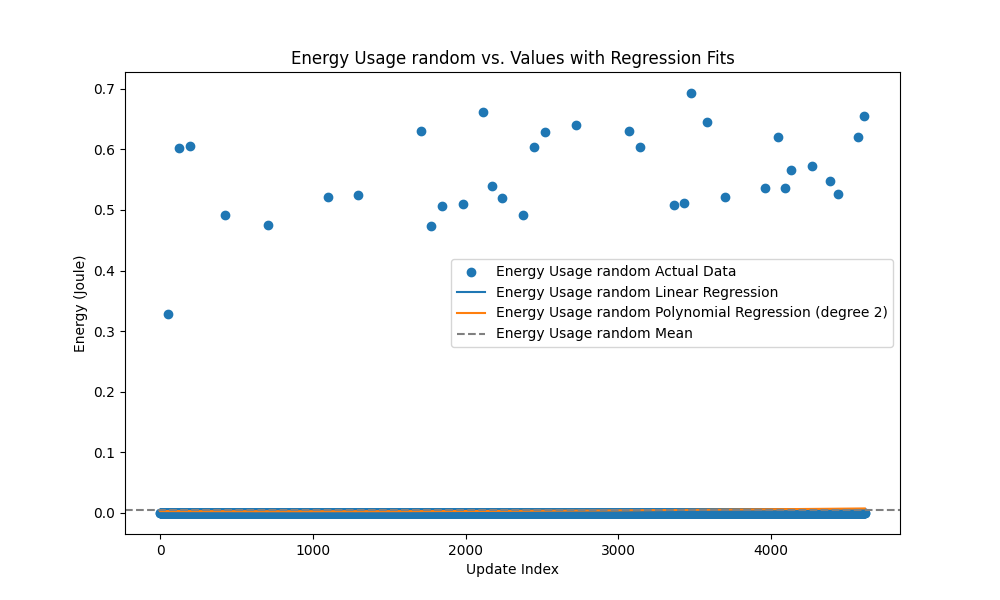 Energy Usage random vs. Values with Regression Fits
0.7
0.6
0.5
0.4
0.3
0.2
0.1
0.0
Energy (Joule)
Energy Usage random Actual Data
Energy Usage random Linear Regression
Energy Usage random Polynomial Regression (degree 2)
Energy Usage random Mean
0 1000 2000 3000 4000
Update Index